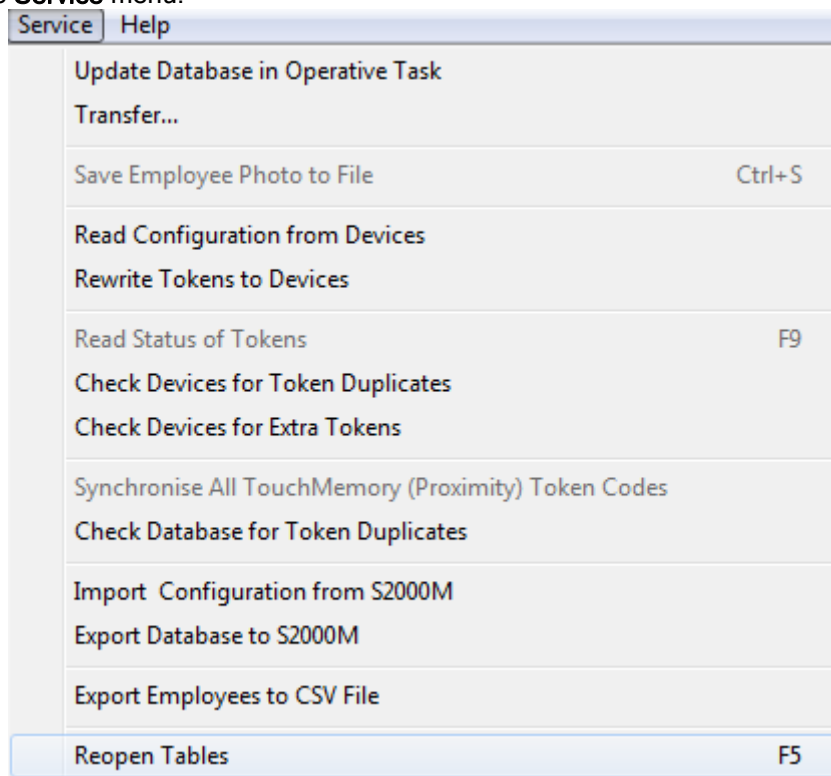 Service menu.
Service Help
Update Database in Operative Task
Transfer...
Save Employee Photo to File Ctrl+S
Read Configuration from Devices
Rewrite Tokens to Devices
Read Status of Tokens F9
Check Devices for Token Duplicates
Check Devices for Extra Tokens
Synchronise All TouchMemory (Proximity) Token Codes
Check Database for Token Duplicates
Import Configuration from S2000M
Export Database to S2000M
Export Employees to CSV File
Reopen Tables F5